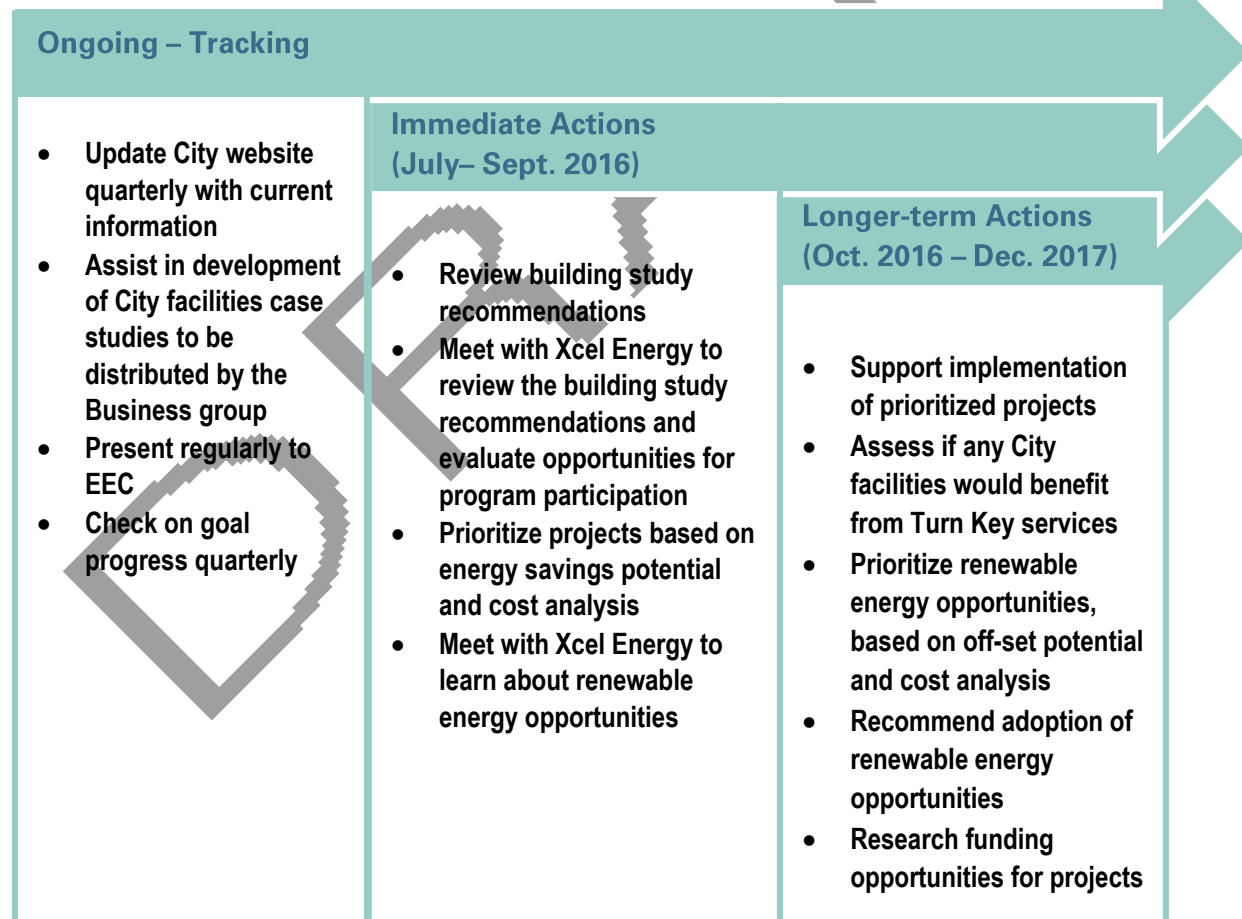 Ongoing – Tracking
• Update City website
quarterly with current
information
• Assist in development
of City facilities case
studies to be
distributed by the
Business group
• Present regularly to
EEC
• Check on goal
progress quarterly
Immediate Actions
(July– Sept. 2016)
• Review building study
recommendations
• Meet with Xcel Energy to
review the building study
recommendations and
evaluate opportunities for
program participation
• Prioritize projects based on
energy savings potential
and cost analysis
• Meet with Xcel Energy to
learn about renewable
energy opportunities
Longer-term Actions
(Oct. 2016 – Dec. 2017)
• Support implementation
of prioritized projects
• Assess if any City
facilities would benefit
from Turn Key services
• Prioritize renewable
energy opportunities,
based on off-set potential
and cost analysis
• Recommend adoption of
renewable energy
opportunities
• Research funding
opportunities for projects